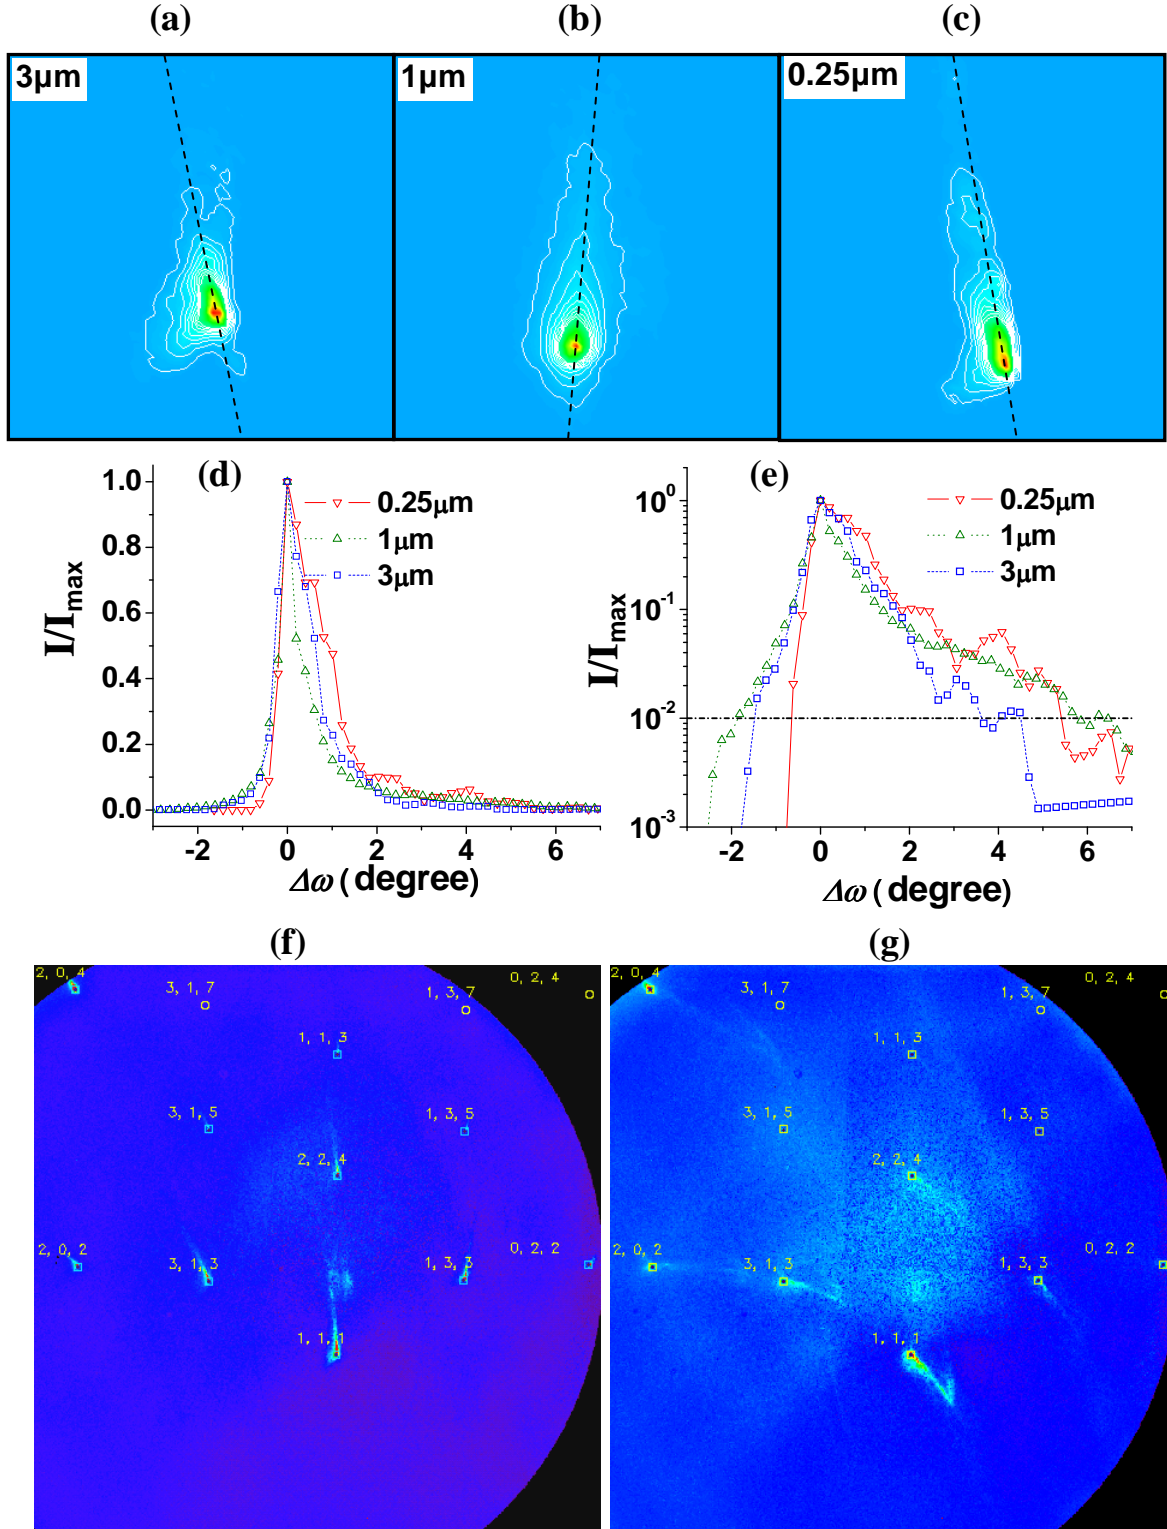 (a) (b) (c)
3μm 1μm 0.25μm
(d) (e)
1.0
0.8
0.6
0.4
0.2
0.0
I/Imax
0.25μm
1μm
3μm
-2 0 2 4 6
Δω (degree)
10⁰
10⁻¹
10⁻²
10⁻³
I/Imax
0.25μm
1μm
3μm
-2 0 2 4 6
Δω (degree)
(f) (g)
2, 0, 4
3, 1, 7
1, 3, 7
0, 2, 4
1, 1, 3
3, 1, 5
1, 3, 5
2, 2, 4
2, 0, 2
3, 1, 3
1, 3, 3
0, 2, 2
1, 1, 1
2, 0, 4
3, 1, 7
1, 3, 7
0, 2, 4
1, 1, 3
3, 1, 5
1, 3, 5
2, 2, 4
2, 0, 2
3, 1, 3
1, 3, 3
0, 2, 2
1, 1, 1